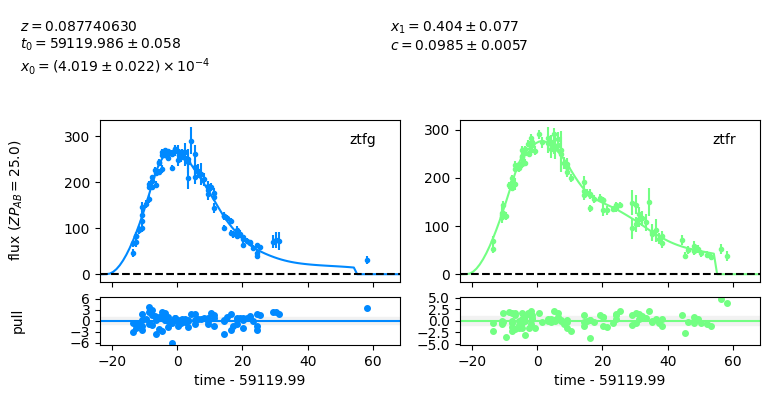 z = 0.087740630
t₀ = 59119.986 ± 0.058
x₀ = (4.019 ± 0.022) × 10⁻⁴
x₁ = 0.404 ± 0.077
c = 0.0985 ± 0.0057
flux (ZP_AB = 25.0)
300
200
100
0
ztfg
300
200
100
0
ztfr
pull
6
3
0
−3
−6
−20 0 20 40 60
time - 59119.99
5.0
2.5
0.0
−2.5
−5.0
−20 0 20 40 60
time - 59119.99